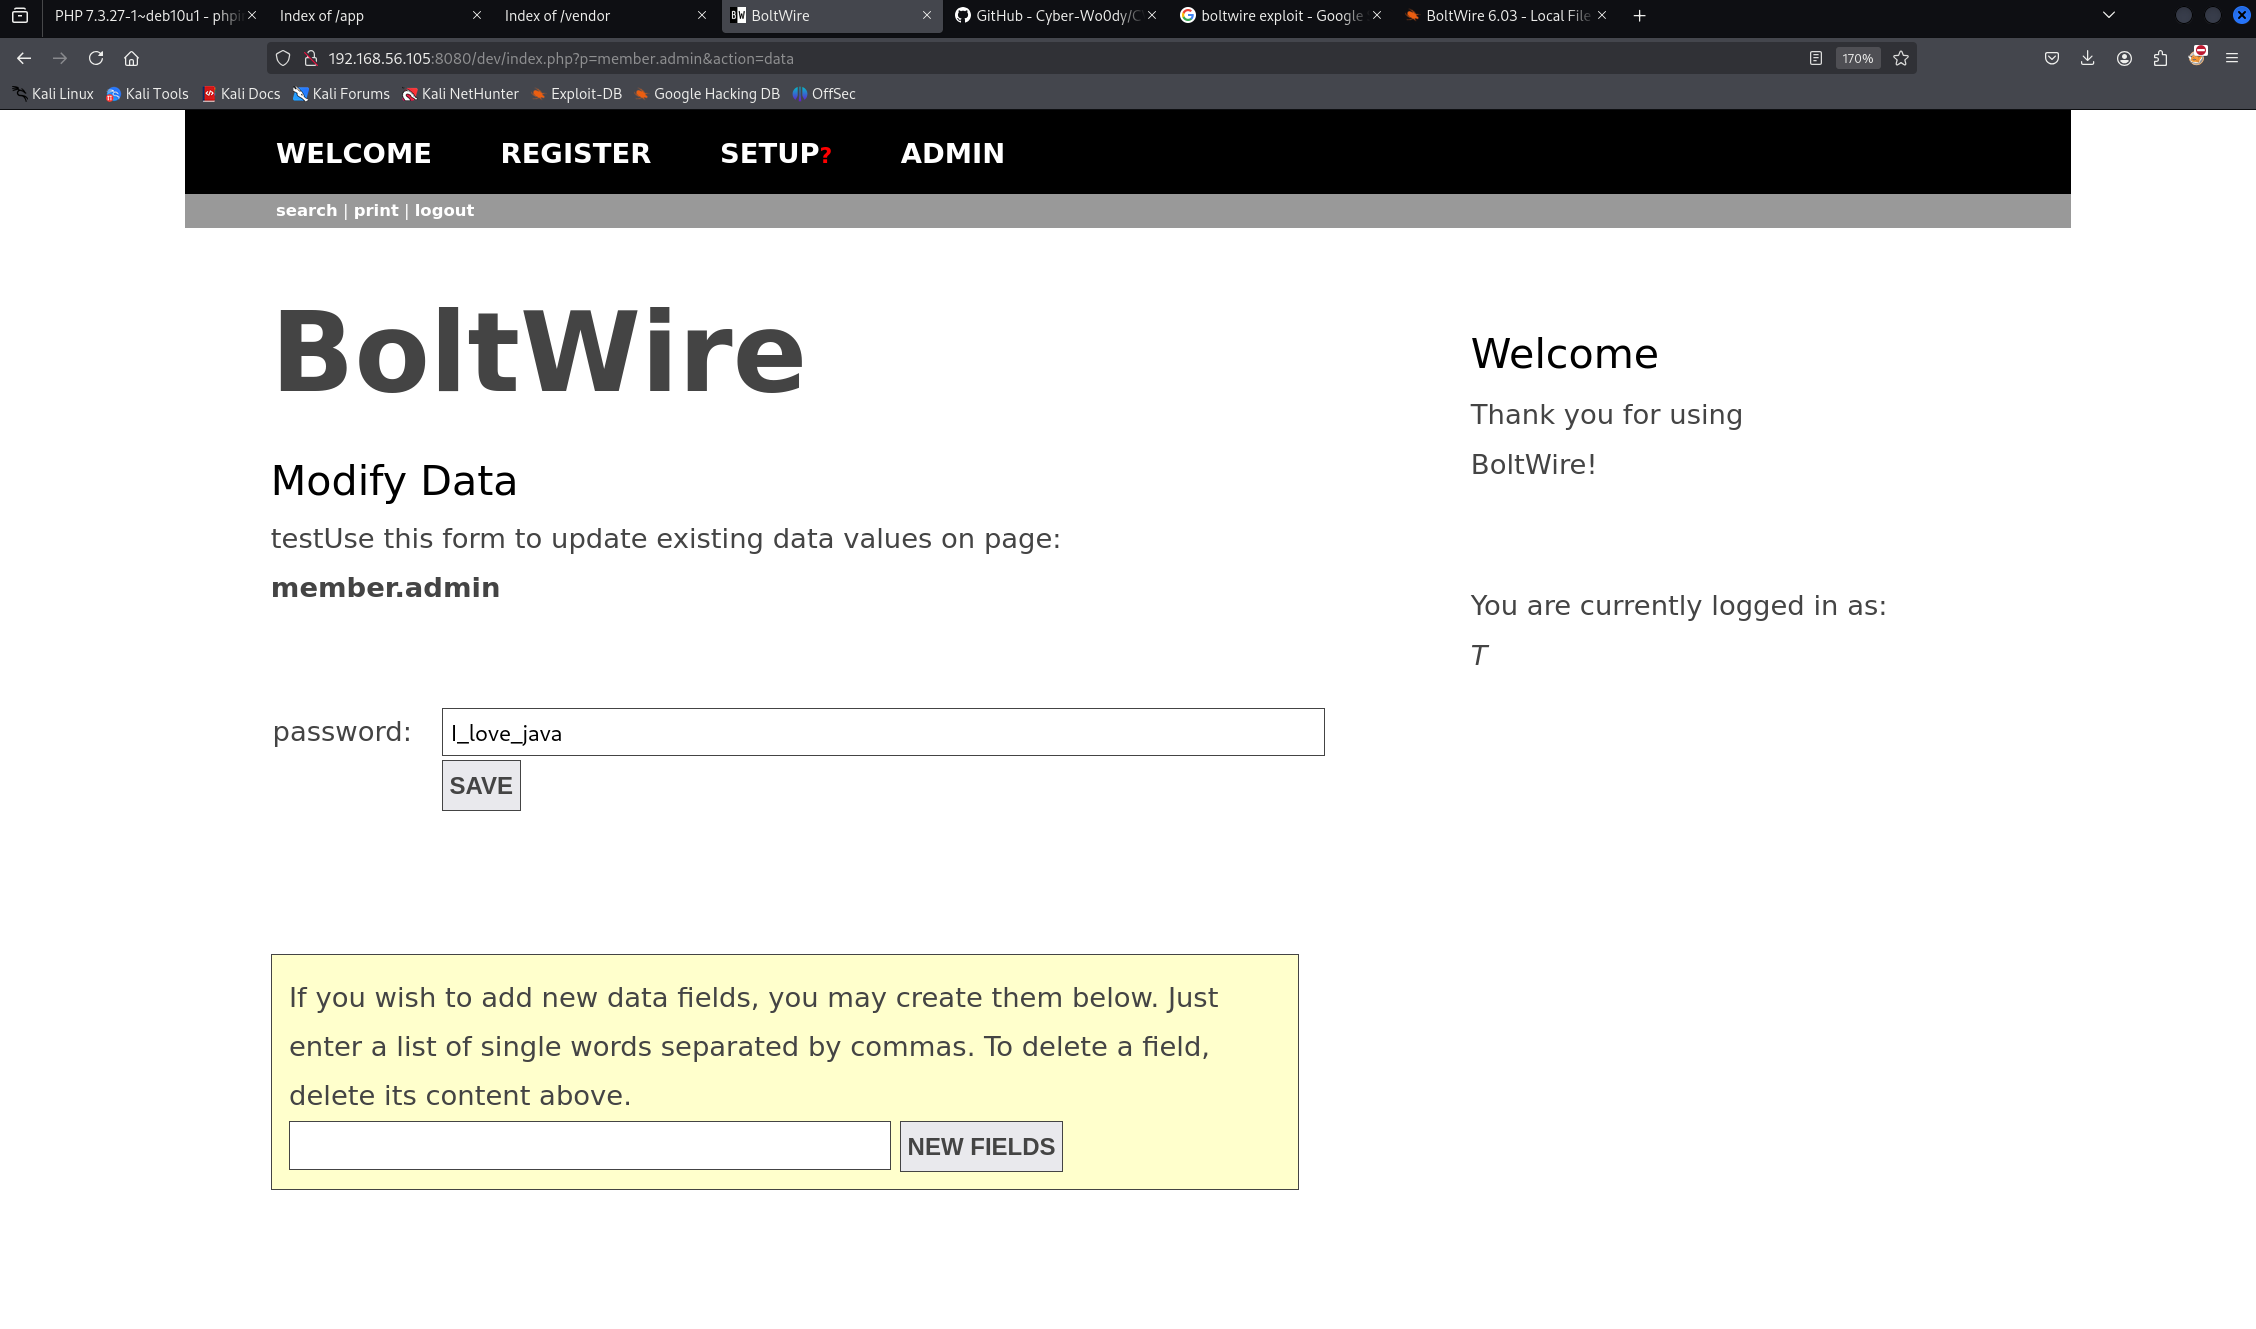 PHP 7.3.27-1~deb10u1 - phpi
Index of /app
Index of /vendor
BoltWire
GitHub - Cyber-Wo0dy/C
boltwire exploit - Google
BoltWire 6.03 - Local File
192.168.56.105:8080/dev/index.php?p=member.admin&action=data
170%
Kali Linux
Kali Tools
Kali Docs
Kali Forums
Kali NetHunter
Exploit-DB
Google Hacking DB
OffSec
WELCOME
REGISTER
SETUP?
ADMIN
search | print | logout
BoltWire
Modify Data
testUse this form to update existing data values on page:
member.admin
password:
I_love_java
SAVE
If you wish to add new data fields, you may create them below. Just
enter a list of single words separated by commas. To delete a field,
delete its content above.
NEW FIELDS
Welcome
Thank you for using
BoltWire!
You are currently logged in as:
T